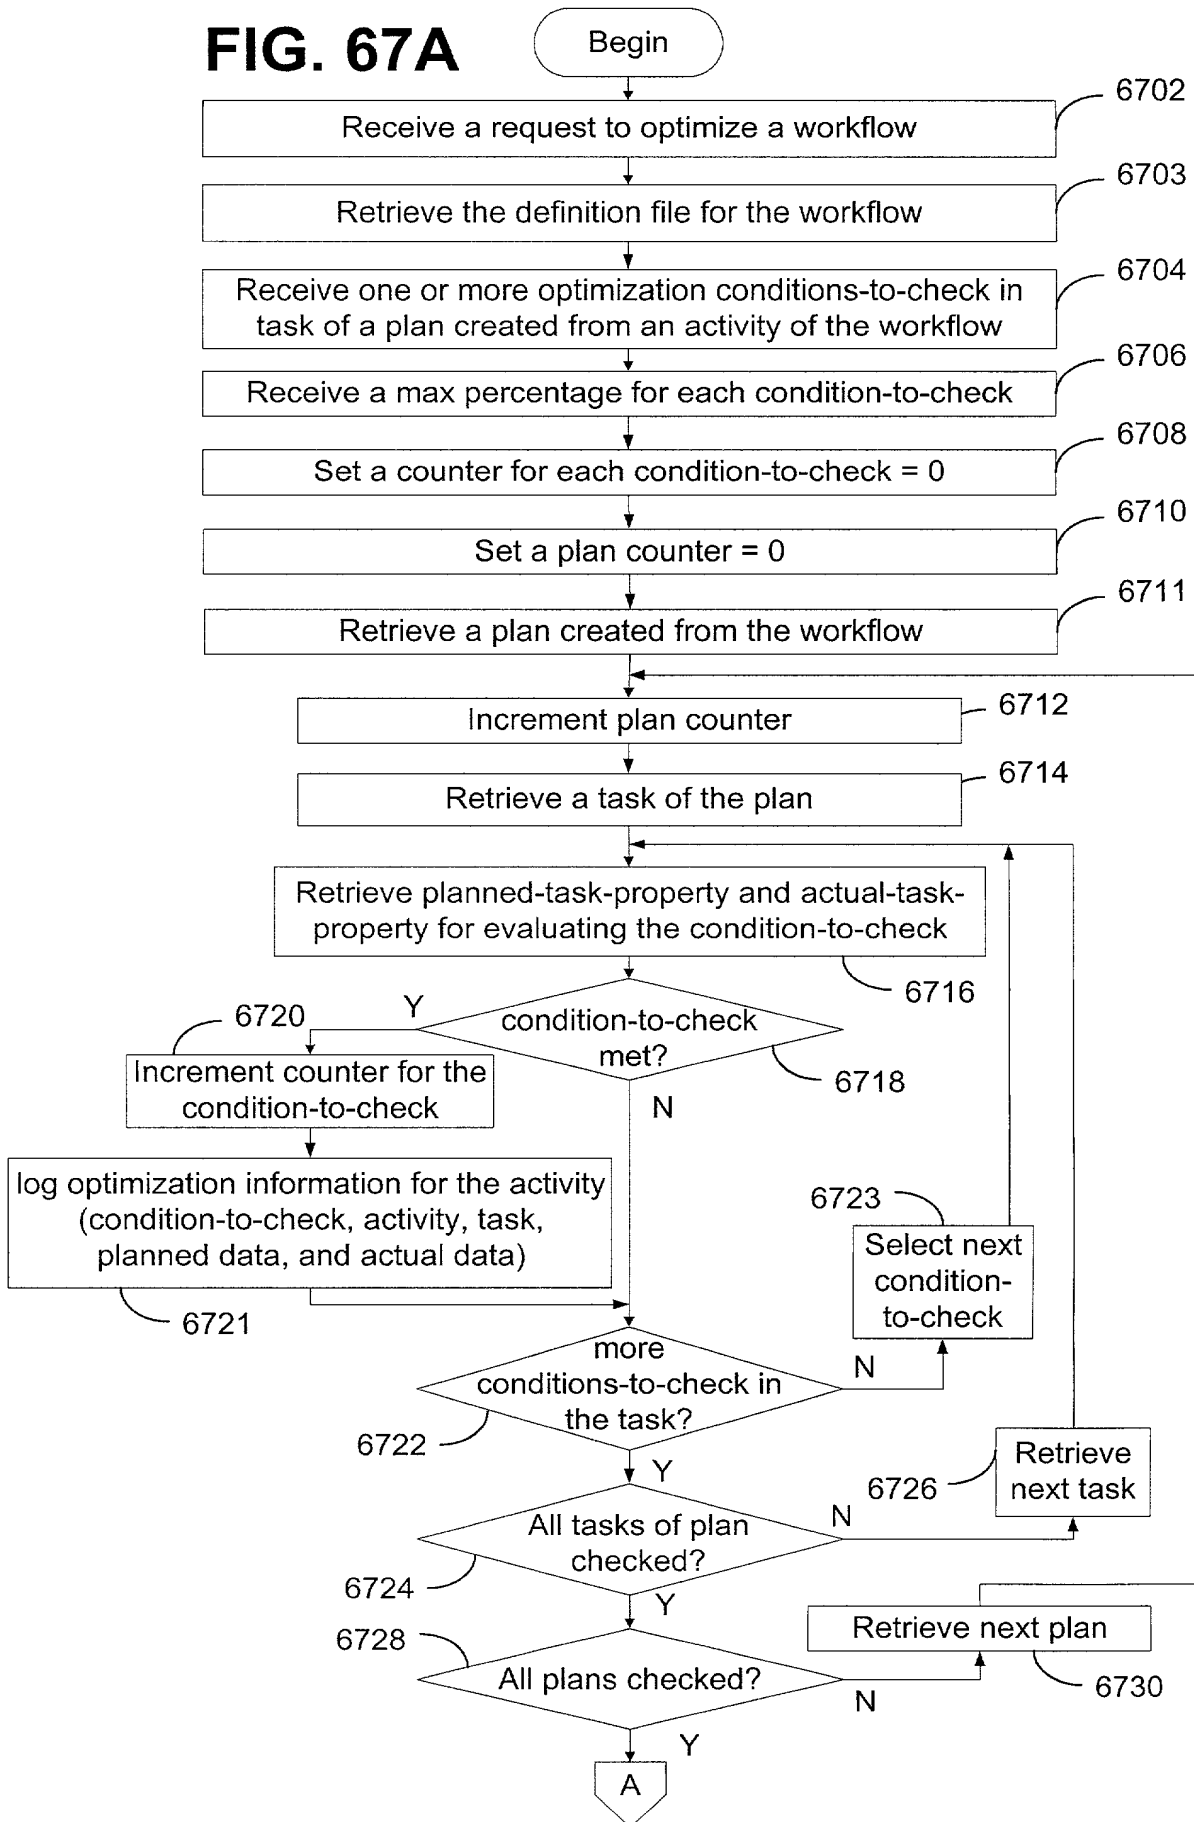 FIG. 67A
Begin
6702
Receive a request to optimize a workflow
6703
Retrieve the definition file for the workflow
6704
Receive one or more optimization conditions-to-check in
task of a plan created from an activity of the workflow
6706
Receive a max percentage for each condition-to-check
6708
Set a counter for each condition-to-check = 0
6710
Set a plan counter = 0
6711
Retrieve a plan created from the workflow
6712
Increment plan counter
6714
Retrieve a task of the plan
Retrieve planned-task-property and actual-task-
property for evaluating the condition-to-check
6716
Y
6720
condition-to-check
met?
6718
Increment counter for the
condition-to-check
N
log optimization information for the activity
(condition-to-check, activity, task,
planned data, and actual data)
6721
6723
Select next
condition-
to-check
more
conditions-to-check in
the task?
N
6722
Y
6726
Retrieve
next task
All tasks of plan
checked?
N
6724
Y
6728
Retrieve next plan
All plans checked?
N
6730
Y
A